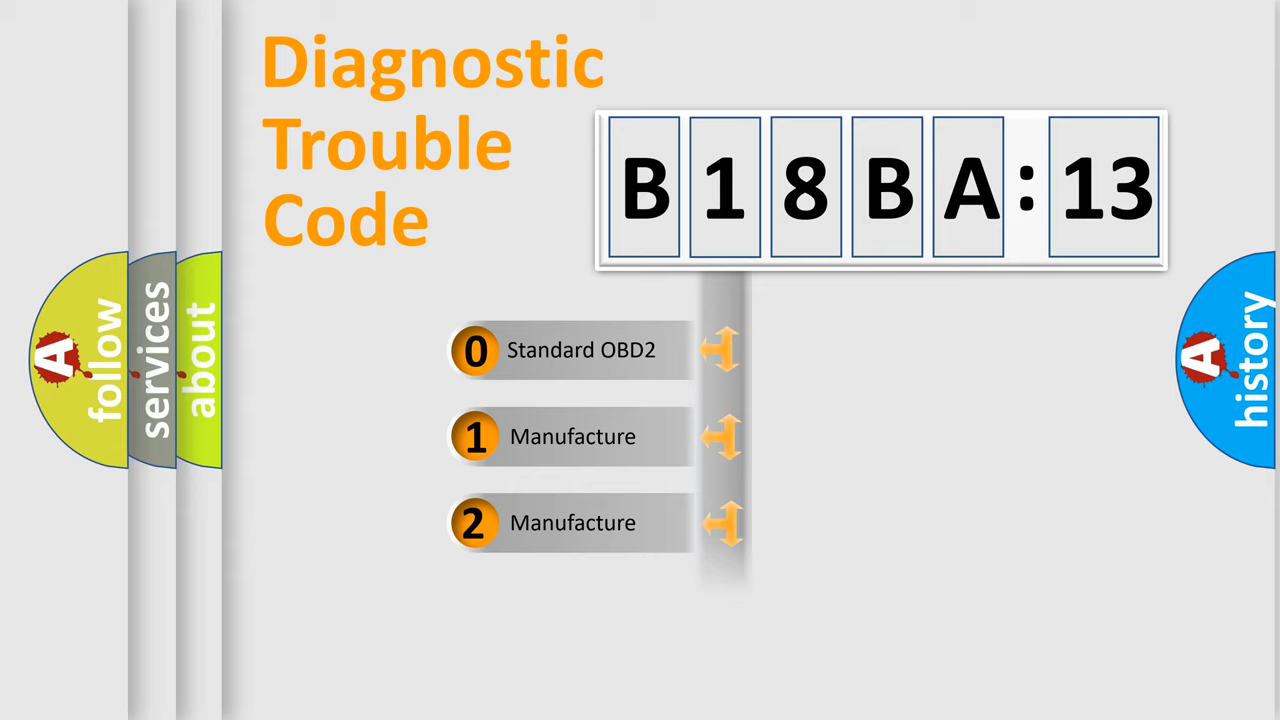 Diagnostic
Trouble
Code
B 1 8 B A : 13
0 Standard OBD2
1 Manufacture
2 Manufacture
A follow
services
about
A history